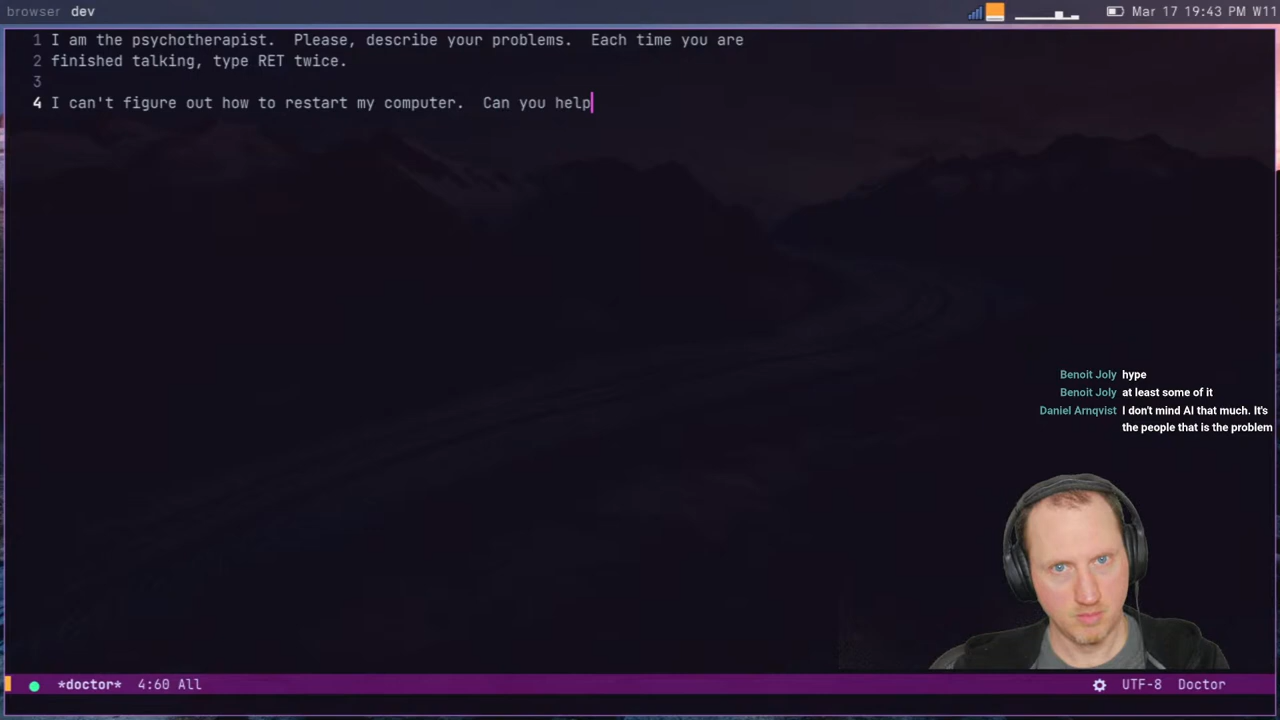 browser dev
Mar 17 19:43 PM W11
1 I am the psychotherapist.  Please, describe your problems.  Each time you are
2 finished talking, type RET twice.
3
4 I can't figure out how to restart my computer.  Can you help
Benoit Joly hype
Benoit Joly at least some of it
Daniel Arnqvist I don't mind AI that much. It's
the people that is the problem
*doctor* 4:60 All
UTF-8 Doctor